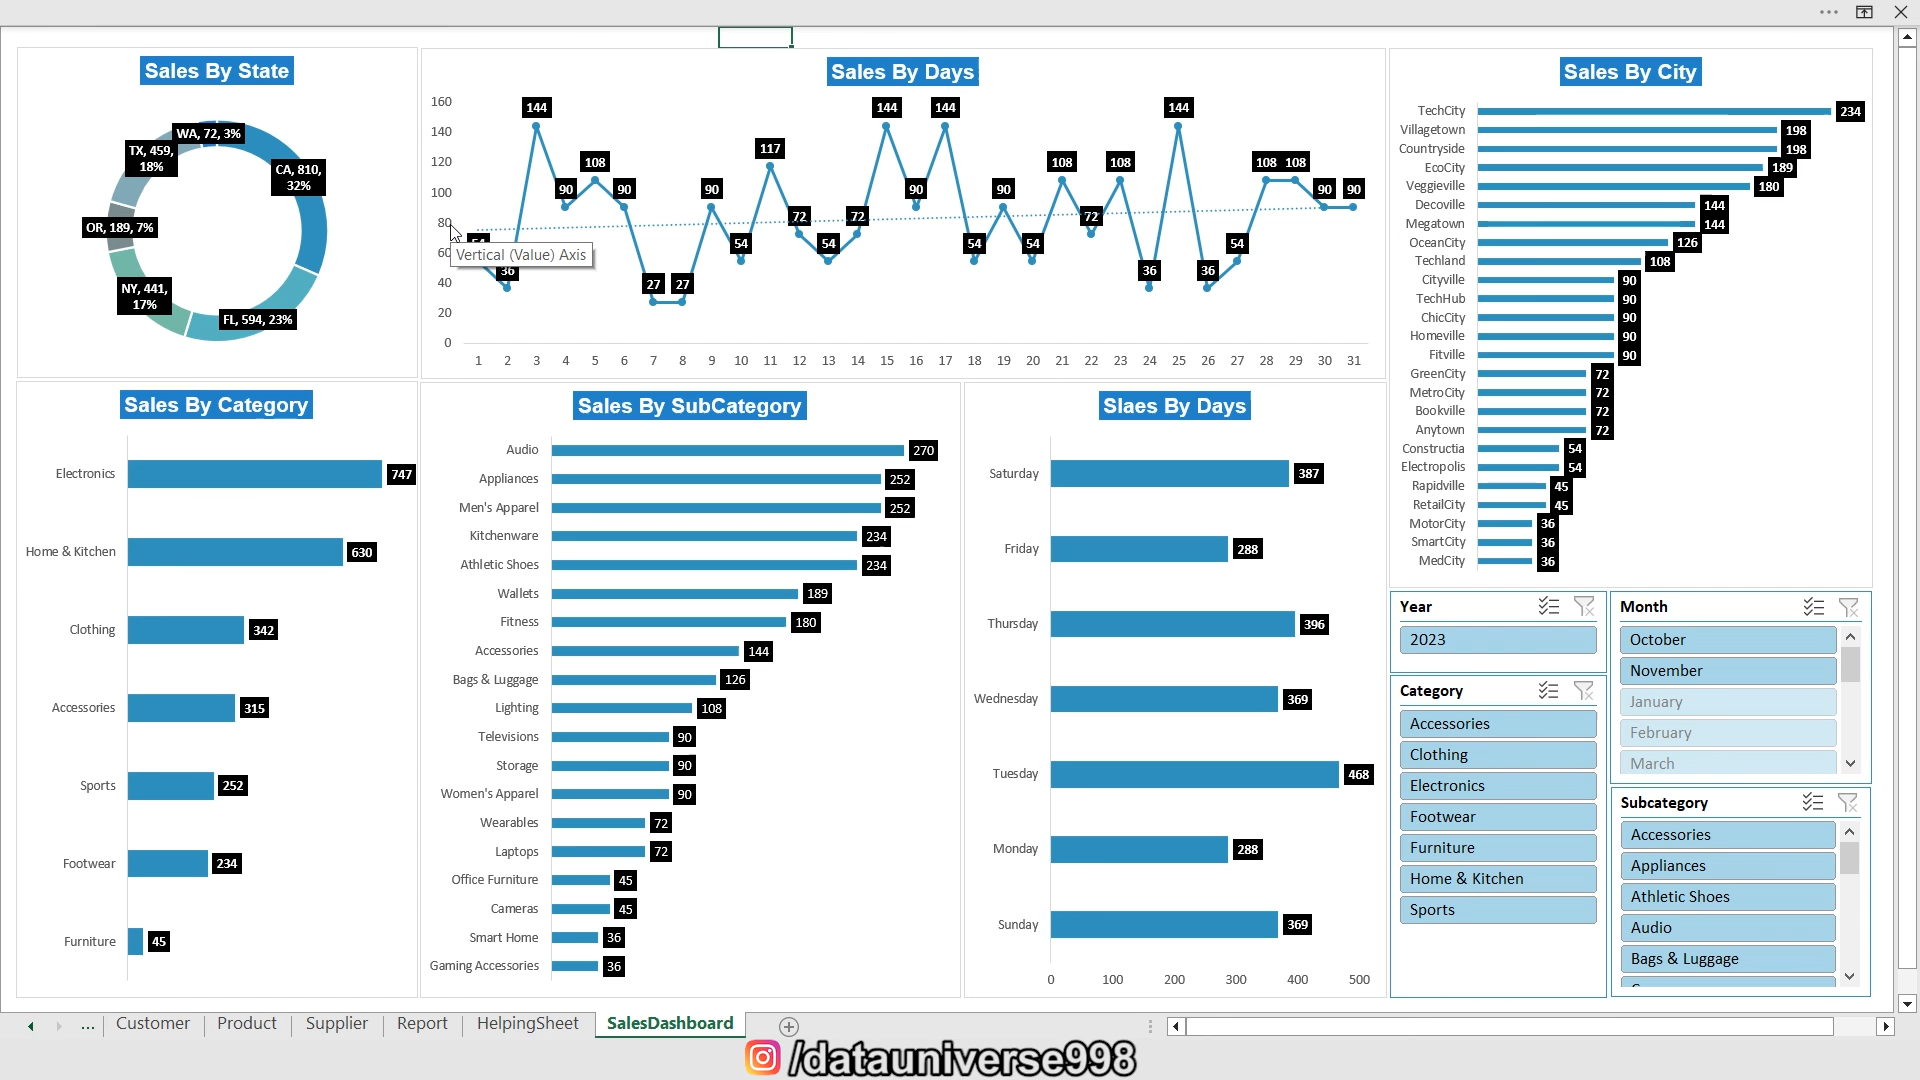 Sales By State
WA, 72, 3%
TX, 459,
18%
CA, 810,
32%
OR, 189, 7%
NY, 441,
17%
FL, 594, 23%
Sales By Days
160
140
120
100
80
60
40
20
0
144
90
108
90
27
27
90
54
117
72
54
72
144
90
144
54
90
54
108
72
108
36
144
36
54
108
108
90
90
54
36
Vertical (Value) Axis
1 2 3 4 5 6 7 8 9 10 11 12 13 14 15 16 17 18 19 20 21 22 23 24 25 26 27 28 29 30 31
Sales By City
TechCity 234
Villagetown 198
Countryside 198
EcoCity 189
Veggieville 180
Decoville 144
Megatown 144
OceanCity 126
Techland 108
Cityville 90
TechHub 90
ChicCity 90
Homeville 90
Fitville 90
GreenCity 72
MetroCity 72
Bookville 72
Anytown 72
Constructia 54
Electropolis 54
Rapidville 45
RetailCity 45
MotorCity 36
SmartCity 36
MedCity 36
Sales By Category
Electronics 747
Home & Kitchen 630
Clothing 342
Accessories 315
Sports 252
Footwear 234
Furniture 45
Sales By SubCategory
Audio 270
Appliances 252
Men's Apparel 252
Kitchenware 234
Athletic Shoes 234
Wallets 189
Fitness 180
Accessories 144
Bags & Luggage 126
Lighting 108
Televisions 90
Storage 90
Women's Apparel 90
Wearables 72
Laptops 72
Office Furniture 45
Cameras 45
Smart Home 36
Gaming Accessories 36
Slaes By Days
Saturday 387
Friday 288
Thursday 396
Wednesday 369
Tuesday 468
Monday 288
Sunday 369
0 100 200 300 400 500
Year
2023
Category
Accessories
Clothing
Electronics
Footwear
Furniture
Home & Kitchen
Sports
Month
October
November
January
February
March
Subcategory
Accessories
Appliances
Athletic Shoes
Audio
Bags & Luggage
... Customer Product Supplier Report HelpingSheet SalesDashboard
/datauniverse998